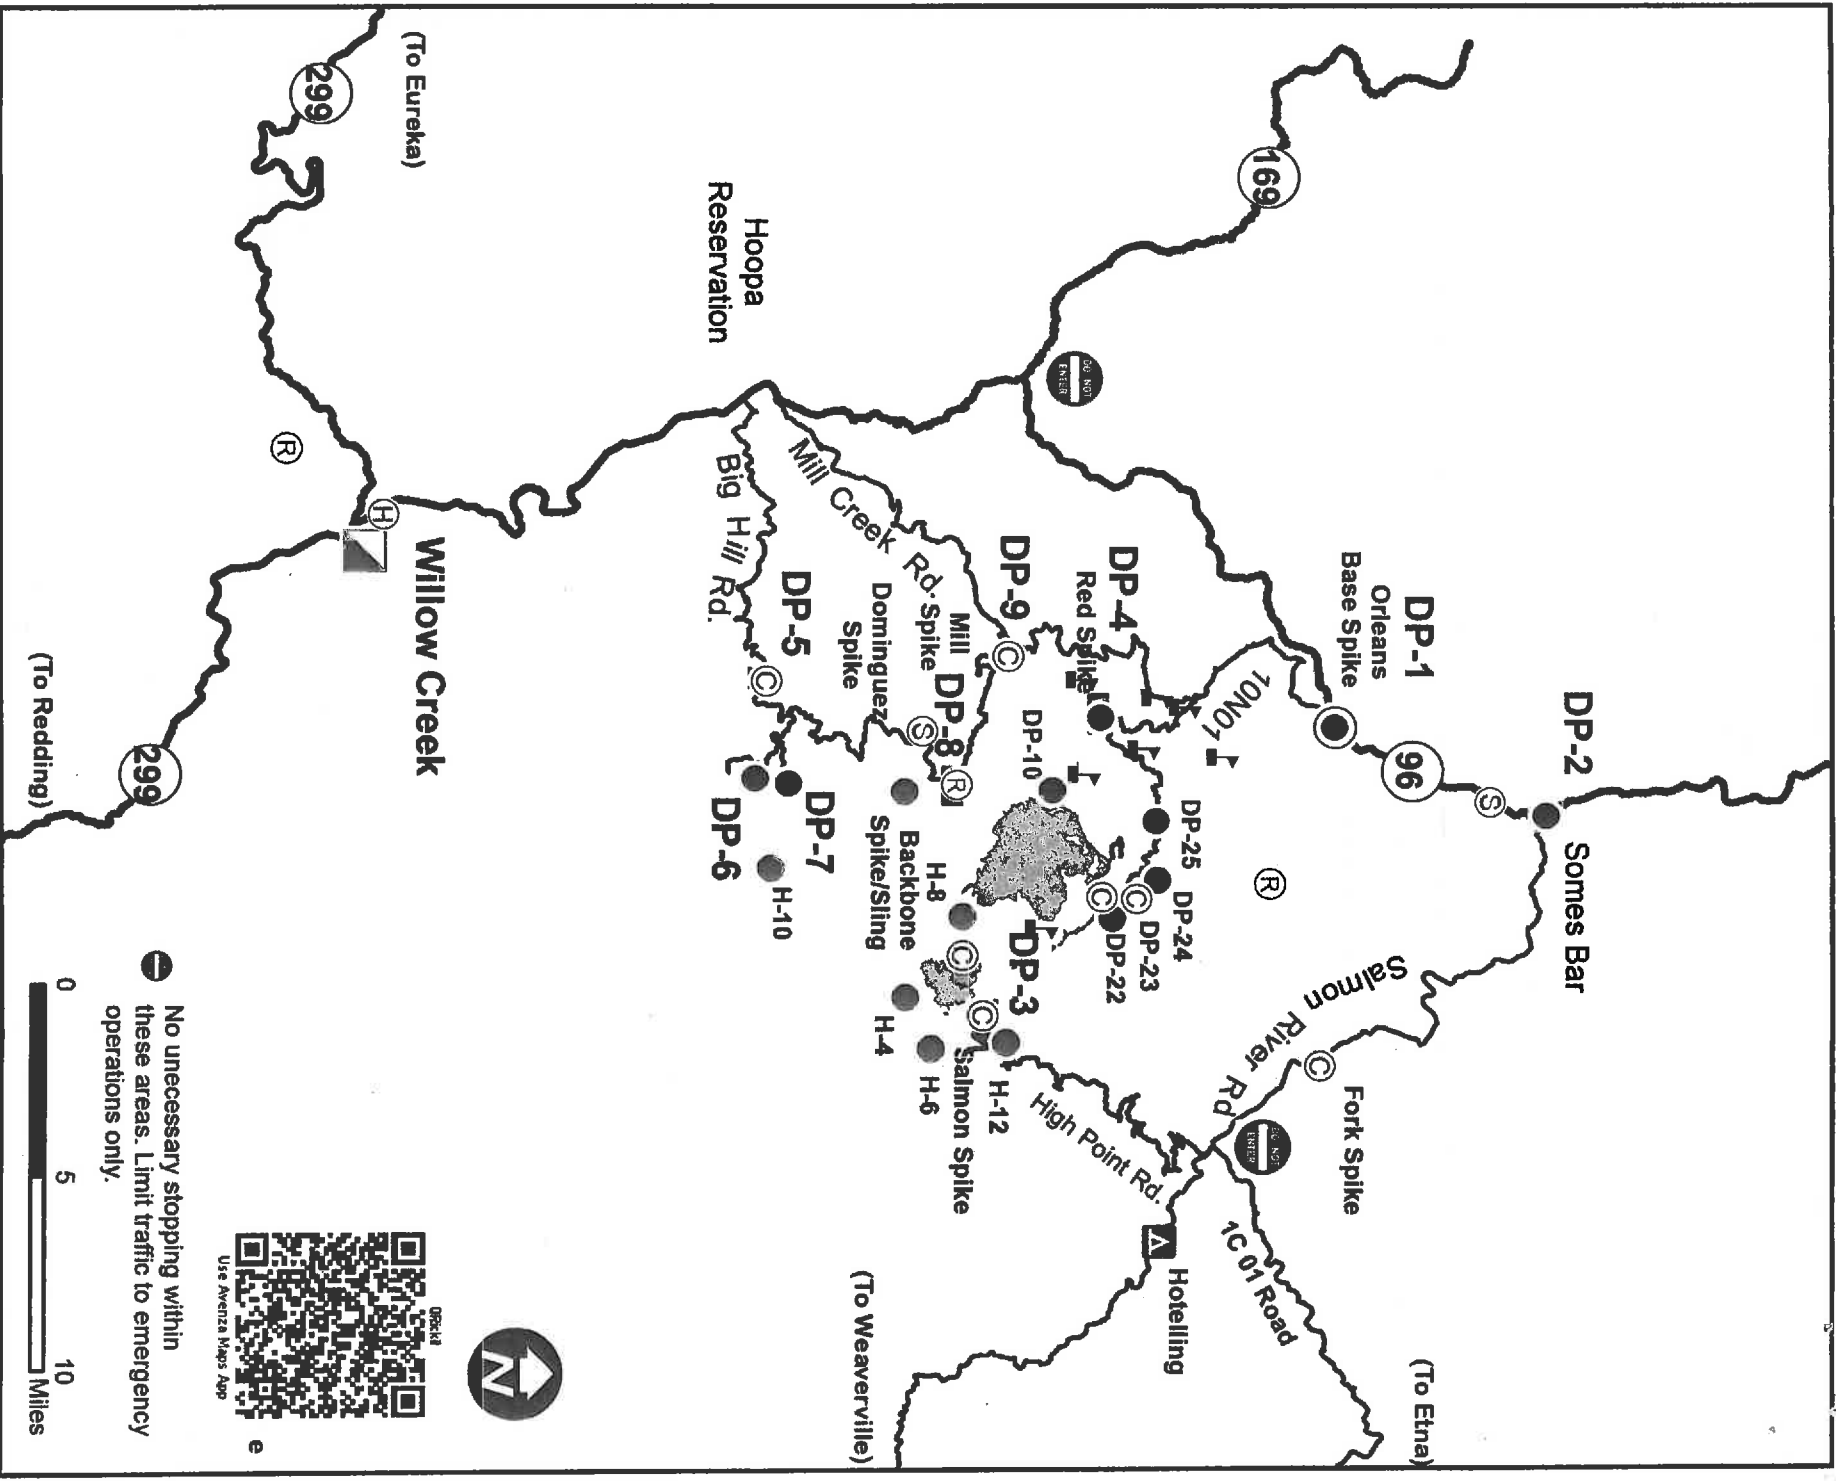 169
(To Eureka)
299
Hoopa
Reservation
DO NOT
ENTER
R
H
Willow Creek
299
(To Redding)
Mill Creek Rd.
Big Hill Rd.
DP-1
Orleans
Base Spike
10N01
96
S
DP-2
Somes Bar
DP-4
Red Spike
DP-9
C
Mill
Spike
Dominguez
Spike
DP-5
C
S
DP-8
R
DP-10
DP-7
DP-6
H-10
Backbone
Spike/Sling
H-8
DP-25
DP-24
DP-23
DP-22
C
C
R
C
DP-3
C
H-4
H-6
H-12
Salmon Spike
Salmon River Rd
C
Fork Spike
DO NOT
ENTER
High Point Rd.
Hotelling
1C 01 Road
(To Etna)
(To Weaverville)
N
No unecessary stopping within
these areas. Limit traffic to emergency
operations only.
0 5 10
Miles
Use Avenza Maps App
e